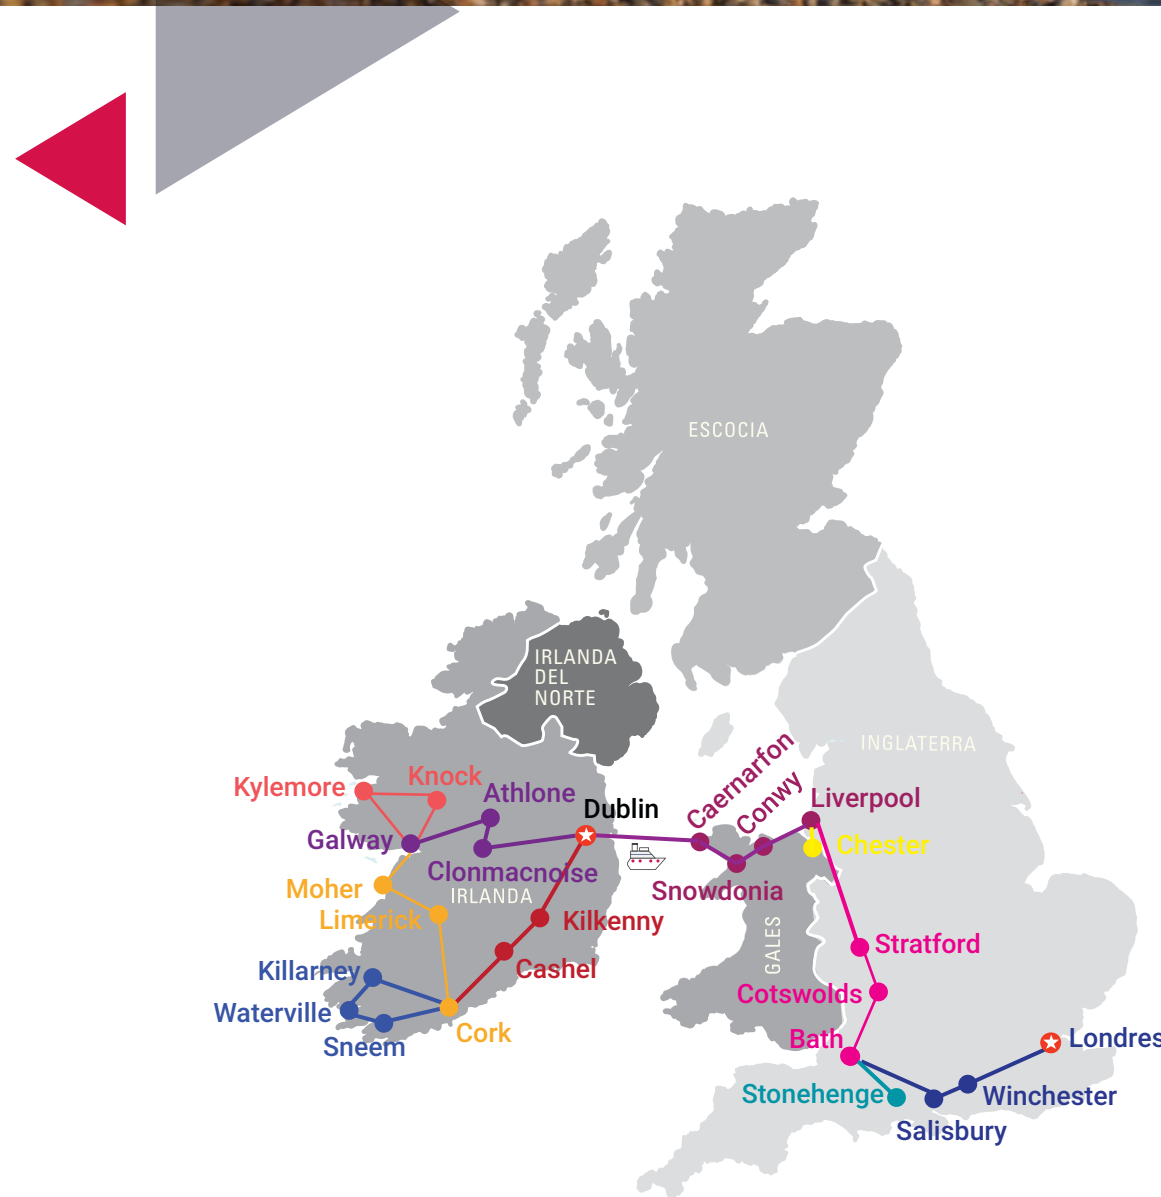 ESCOCIA
IRLANDA
DEL
NORTE
INGLATERRA
Caernarfon
Conwy
Knock
Kylemore
Athlone
Dublin
Liverpool
Galway
Chester
Clonmacnoise
Moher
IRLANDA
Snowdonia
Limerick
Kilkenny
GALES
Stratford
Killarney
Cashel
Cotswolds
Waterville
Cork
Sneem
Bath
Londres
Stonehenge
Winchester
Salisbury